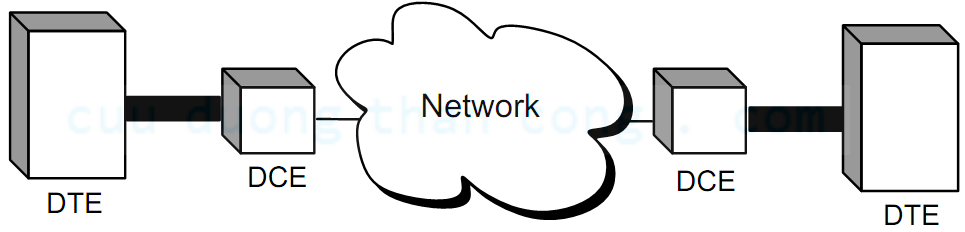 Network
DCE
DCE
DTE
DTE
cuu duong than cong . com